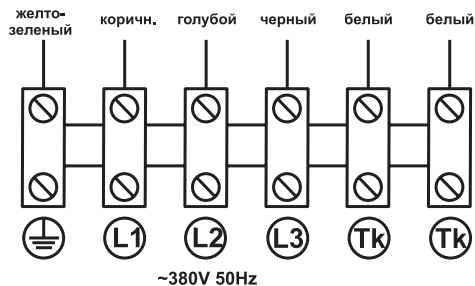 желто-
зеленый
коричн.
голубой
черный
белый
белый
L1
L2
L3
Tk
Tk
~380V 50Hz